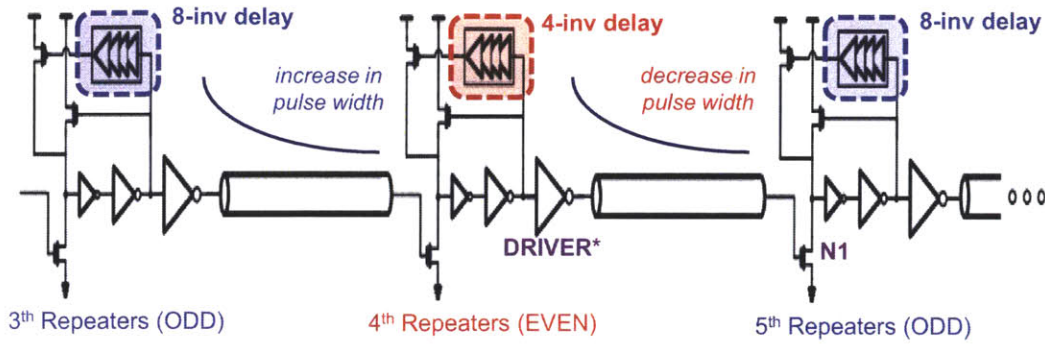 8-inv delay
4-inv delay
8-inv delay
increase in
pulse width
decrease in
pulse width
DRIVER*
N1
3th Repeaters (ODD)
4th Repeaters (EVEN)
5th Repeaters (ODD)